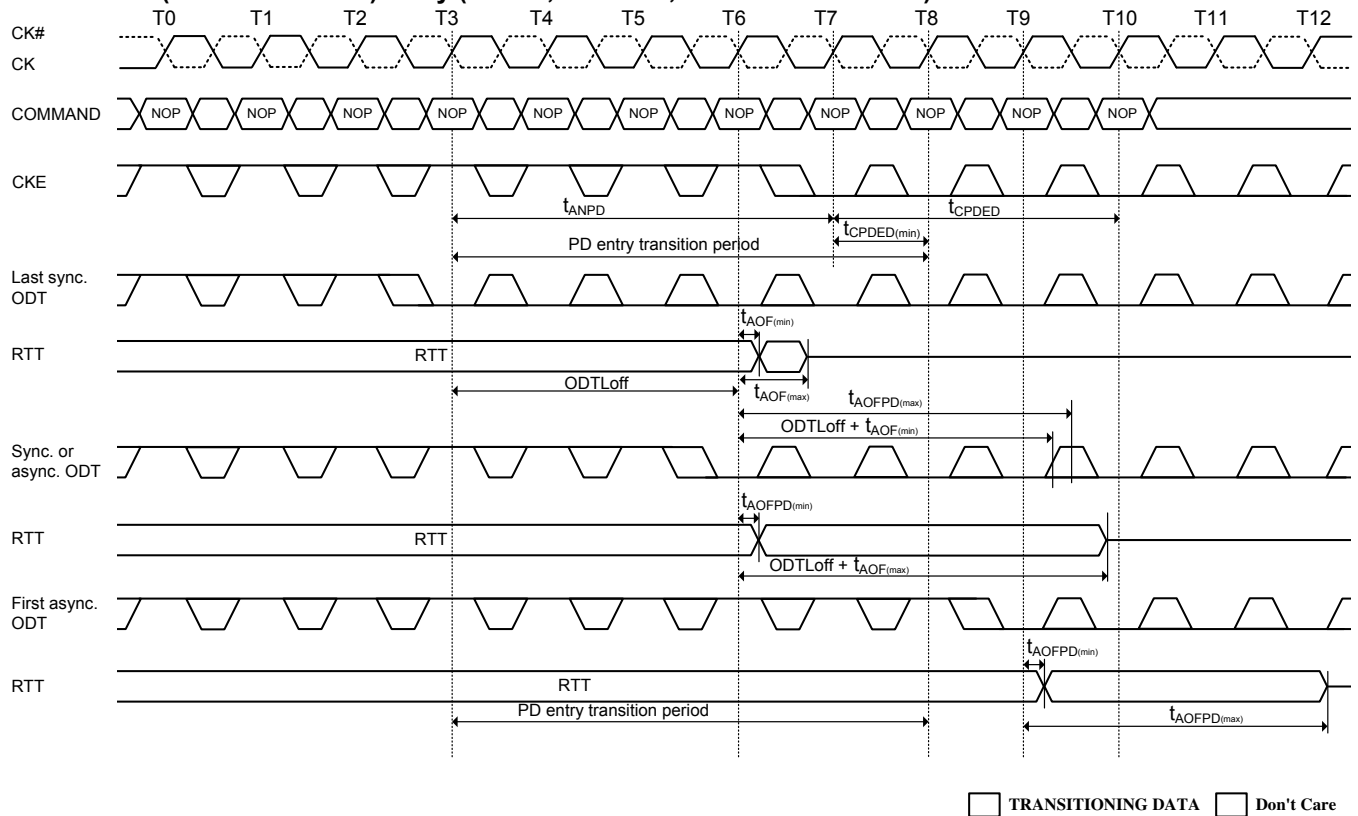 T0 T1 T2 T3 T4 T5 T6 T7 T8 T9 T10 T11 T12
CK#
CK
COMMAND NOP NOP NOP NOP NOP NOP NOP NOP NOP NOP NOP
CKE
tANPD tCPDED
tCPDED(min)
PD entry transition period
Last sync.
ODT
tAOF(min)
RTT RTT
ODTLoff tAOF(max)
tAOFPD(max)
ODTLoff + tAOF(min)
Sync. or
async. ODT
tAOFPD(min)
RTT RTT
ODTLoff + tAOF(max)
First async.
ODT
tAOFPD(min)
RTT RTT
PD entry transition period tAOFPD(max)
TRANSITIONING DATA Don't Care